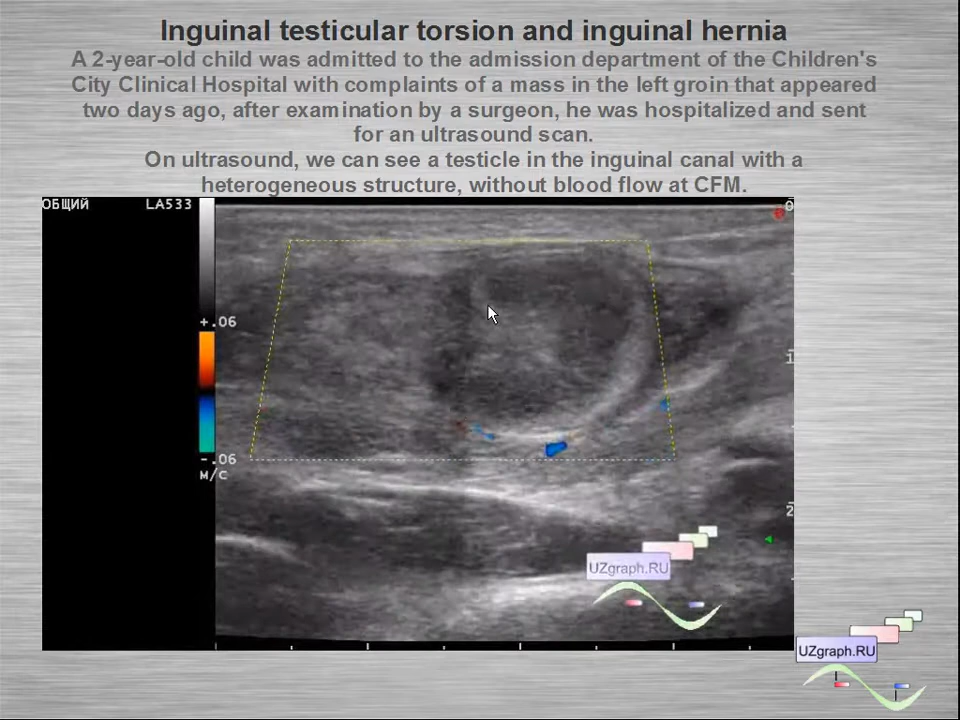 Inguinal testicular torsion and inguinal hernia
A 2-year-old child was admitted to the admission department of the Children's
City Clinical Hospital with complaints of a mass in the left groin that appeared
two days ago, after examination by a surgeon, he was hospitalized and sent
for an ultrasound scan.
On ultrasound, we can see a testicle in the inguinal canal with a
heterogeneous structure, without blood flow at CFM.
ОБЩИЙ LA533 0
+.06
1
-.06
м/с
2
UZgraph.RU
UZgraph.RU